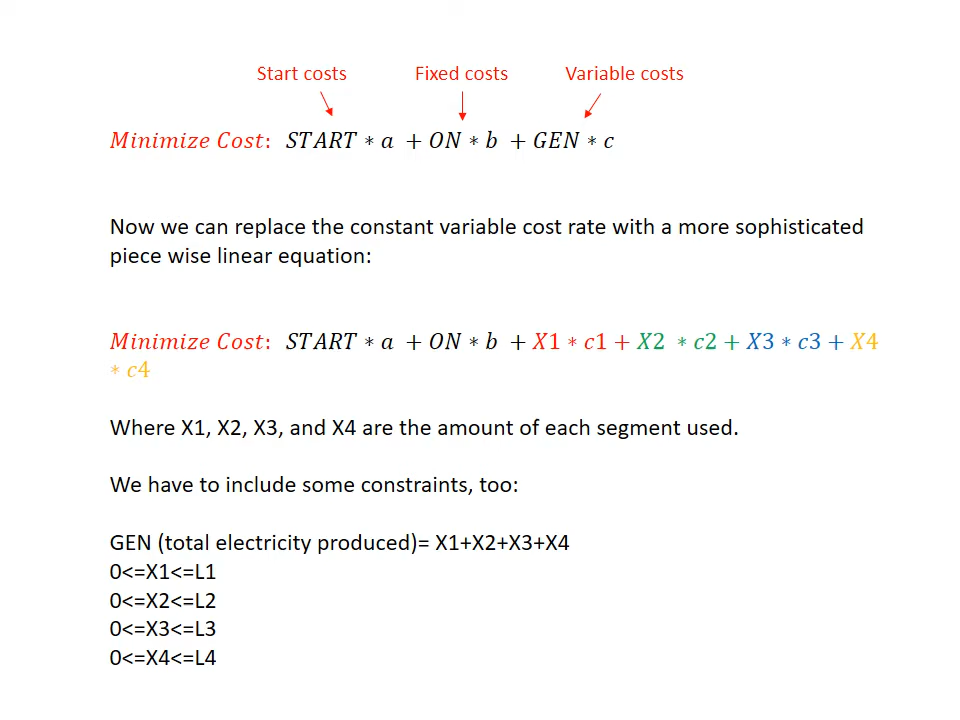 Start costs Fixed costs Variable costs
Minimize Cost: START * a + ON * b + GEN * c
Now we can replace the constant variable cost rate with a more sophisticated
piece wise linear equation:
Minimize Cost: START * a + ON * b + X1 * c1 + X2 * c2 + X3 * c3 + X4
* c4
Where X1, X2, X3, and X4 are the amount of each segment used.
We have to include some constraints, too:
GEN (total electricity produced)= X1+X2+X3+X4
0<=X1<=L1
0<=X2<=L2
0<=X3<=L3
0<=X4<=L4